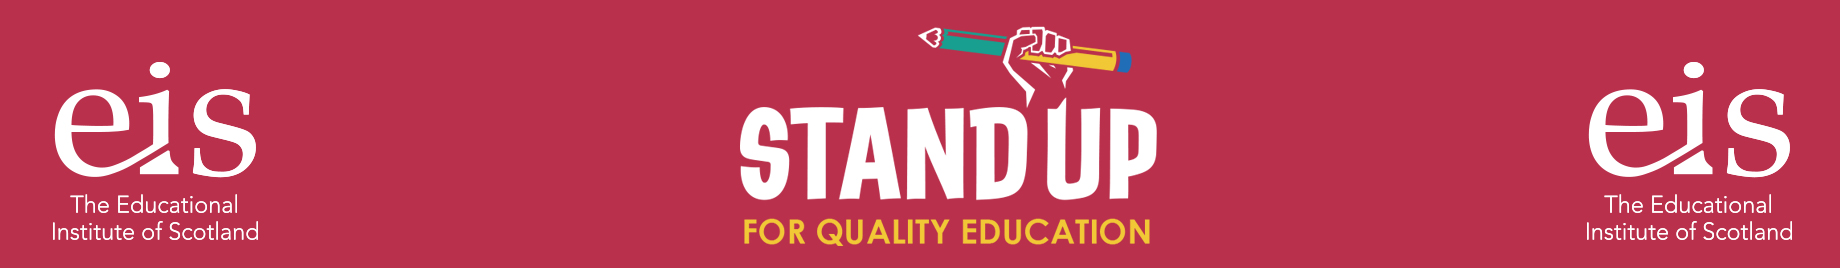 eis
The Educational
Institute of Scotland
STAND UP
FOR QUALITY EDUCATION
eis
The Educational
Institute of Scotland